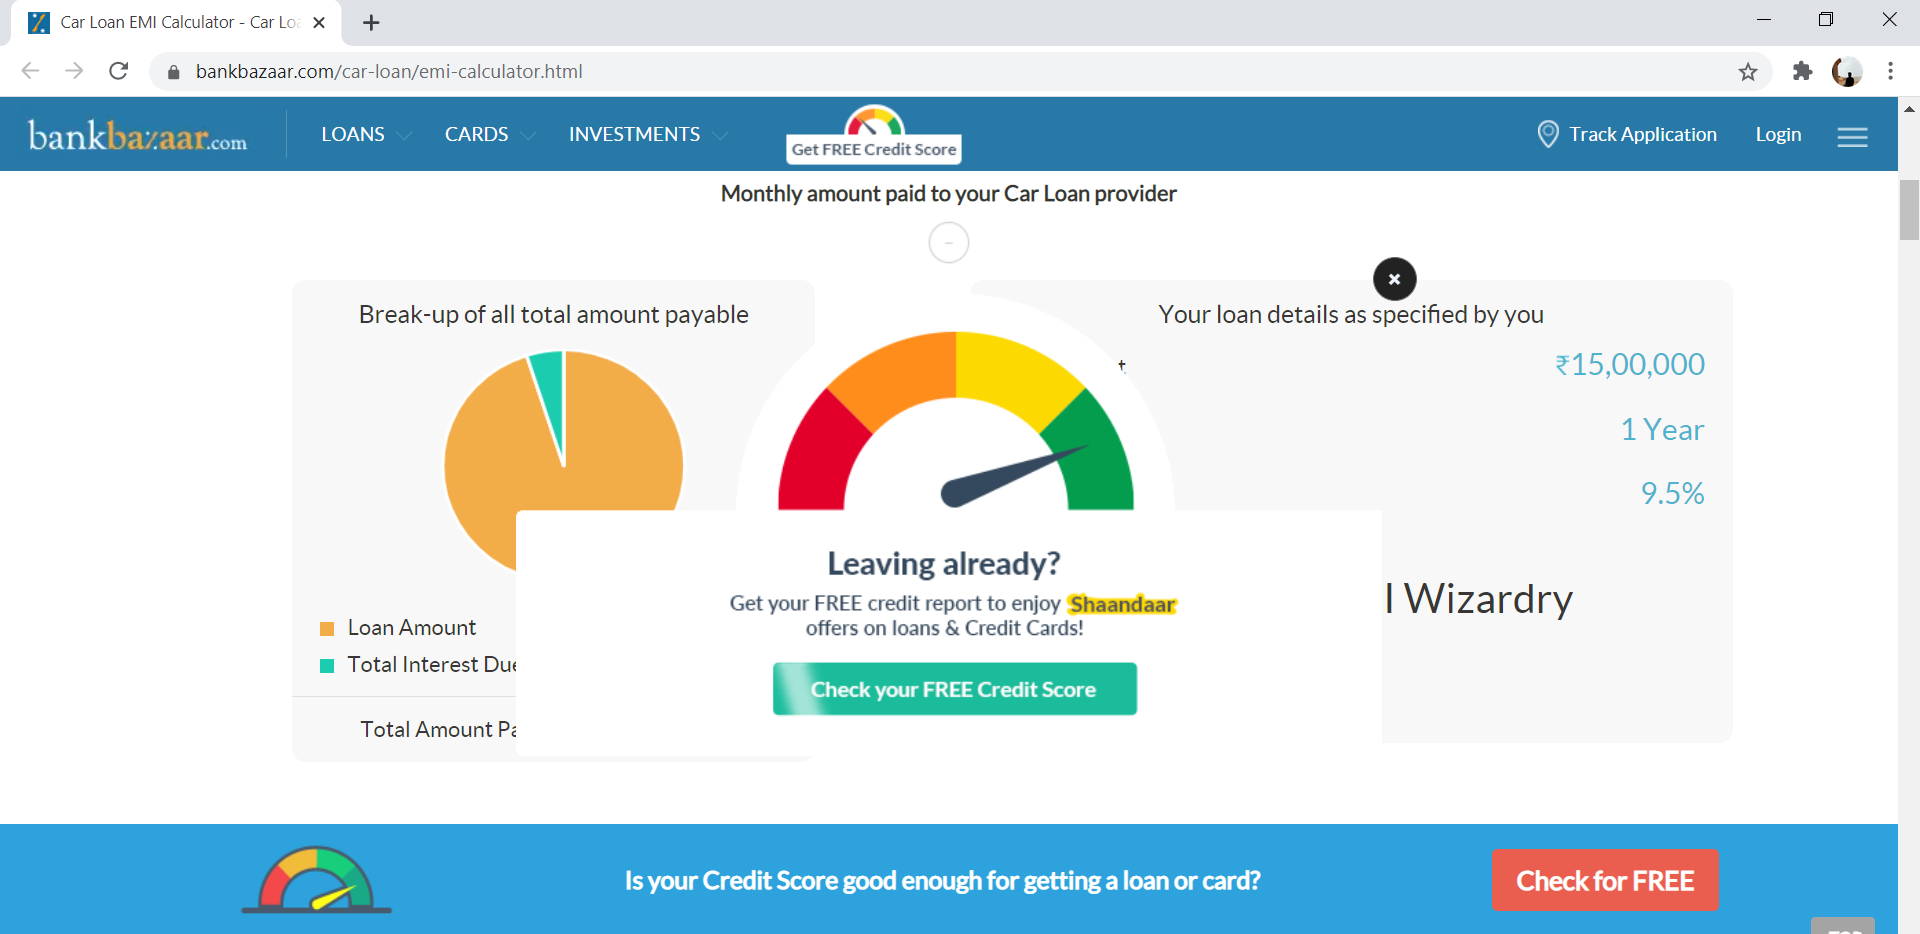 Car Loan EMI Calculator - Car Loa
bankbazaar.com/car-loan/emi-calculator.html
bankbazaar.com
LOANS
CARDS
INVESTMENTS
Get FREE Credit Score
Track Application
Login
Monthly amount paid to your Car Loan provider
Break-up of all total amount payable
Loan Amount
Total Interest Due
Total Amount Pa
Your loan details as specified by you
t
₹15,00,000
1 Year
9.5%
l Wizardry
Leaving already?
Get your FREE credit report to enjoy Shaandaar
offers on loans & Credit Cards!
Check your FREE Credit Score
Is your Credit Score good enough for getting a loan or card?
Check for FREE